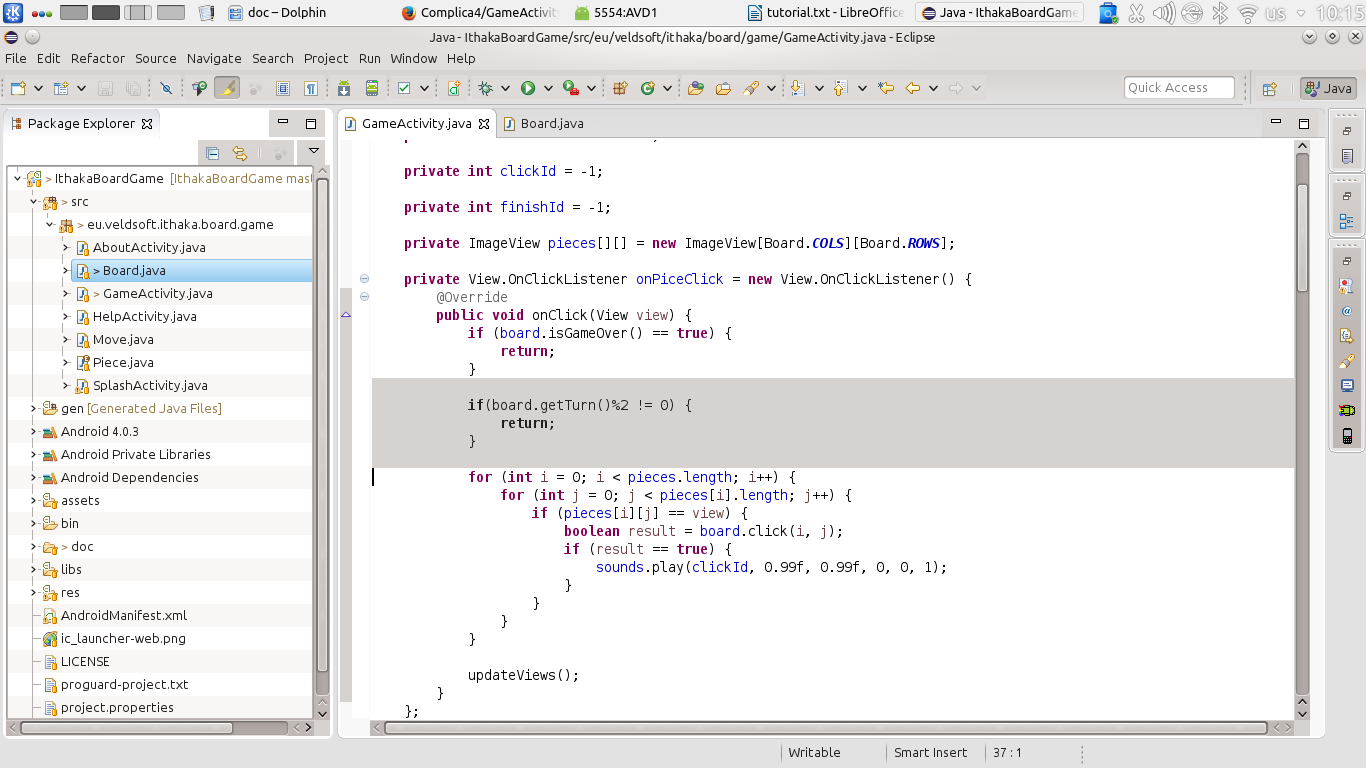 doc – Dolphin
Complica4/GameActivit
5554:AVD1
tutorial.txt - LibreOffice
Java - IthakaBoardGame
us
10:15
Java - IthakaBoardGame/src/eu/veldsoft/ithaka/board/game/GameActivity.java - Eclipse
File Edit Refactor Source Navigate Search Project Run Window Help
Quick Access
Java
Package Explorer
GameActivity.java
Board.java
> IthakaBoardGame [IthakaBoardGame mast
> src
> eu.veldsoft.ithaka.board.game
AboutActivity.java
> Board.java
> GameActivity.java
HelpActivity.java
Move.java
Piece.java
SplashActivity.java
gen [Generated Java Files]
Android 4.0.3
Android Private Libraries
Android Dependencies
assets
bin
> doc
libs
res
AndroidManifest.xml
ic_launcher-web.png
LICENSE
proguard-project.txt
project.properties
private int clickId = -1;
private int finishId = -1;
private ImageView pieces[][] = new ImageView[Board.COLS][Board.ROWS];
private View.OnClickListener onPiceClick = new View.OnClickListener() {
@Override
public void onClick(View view) {
if (board.isGameOver() == true) {
return;
}
if(board.getTurn()%2 != 0) {
return;
}
for (int i = 0; i < pieces.length; i++) {
for (int j = 0; j < pieces[i].length; j++) {
if (pieces[i][j] == view) {
boolean result = board.click(i, j);
if (result == true) {
sounds.play(clickId, 0.99f, 0.99f, 0, 0, 1);
}
}
}
}
updateViews();
}
};
Writable
Smart Insert
37 : 1